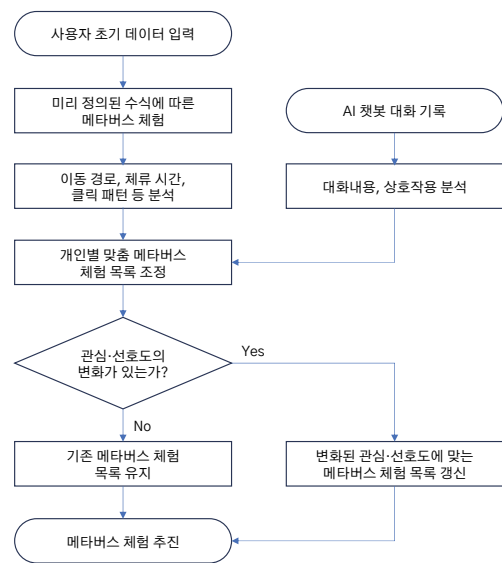 사용자 초기 데이터 입력
미리 정의된 수식에 따른
메타버스 체험
AI 챗봇 대화 기록
이동 경로, 체류 시간,
클릭 패턴 등 분석
대화내용, 상호작용 분석
개인별 맞춤 메타버스
체험 목록 조정
관심·선호도의
변화가 있는가?
Yes
No
기존 메타버스 체험
목록 유지
변화된 관심·선호도에 맞는
메타버스 체험 목록 갱신
메타버스 체험 추진